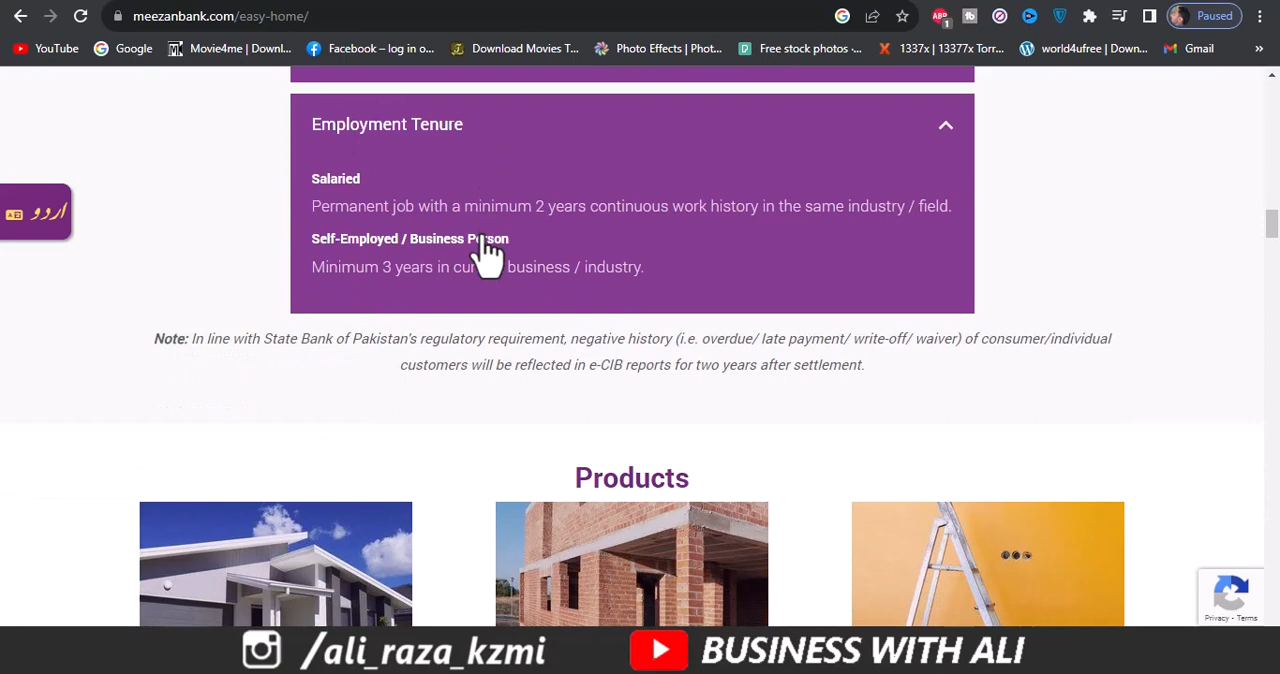 meezanbank.com/easy-home/
ABP
1
Paused
YouTube
Google
Movie4me | Downl...
Facebook – log in o...
Download Movies T...
Photo Effects | Phot...
Free stock photos -...
1337x | 13377x Torr...
world4ufree | Down...
Gmail
»
Employment Tenure
Salaried
Permanent job with a minimum 2 years continuous work history in the same industry / field.
اردو
Self-Employed / Business Person
Minimum 3 years in business / industry.
Note: In line with State Bank of Pakistan's regulatory requirement, negative history (i.e. overdue/ late payment/ write-off/ waiver) of consumer/individual
customers will be reflected in e-CIB reports for two years after settlement.
Products
Privacy - Terms
/ali_raza_kzmi
BUSINESS WITH ALI